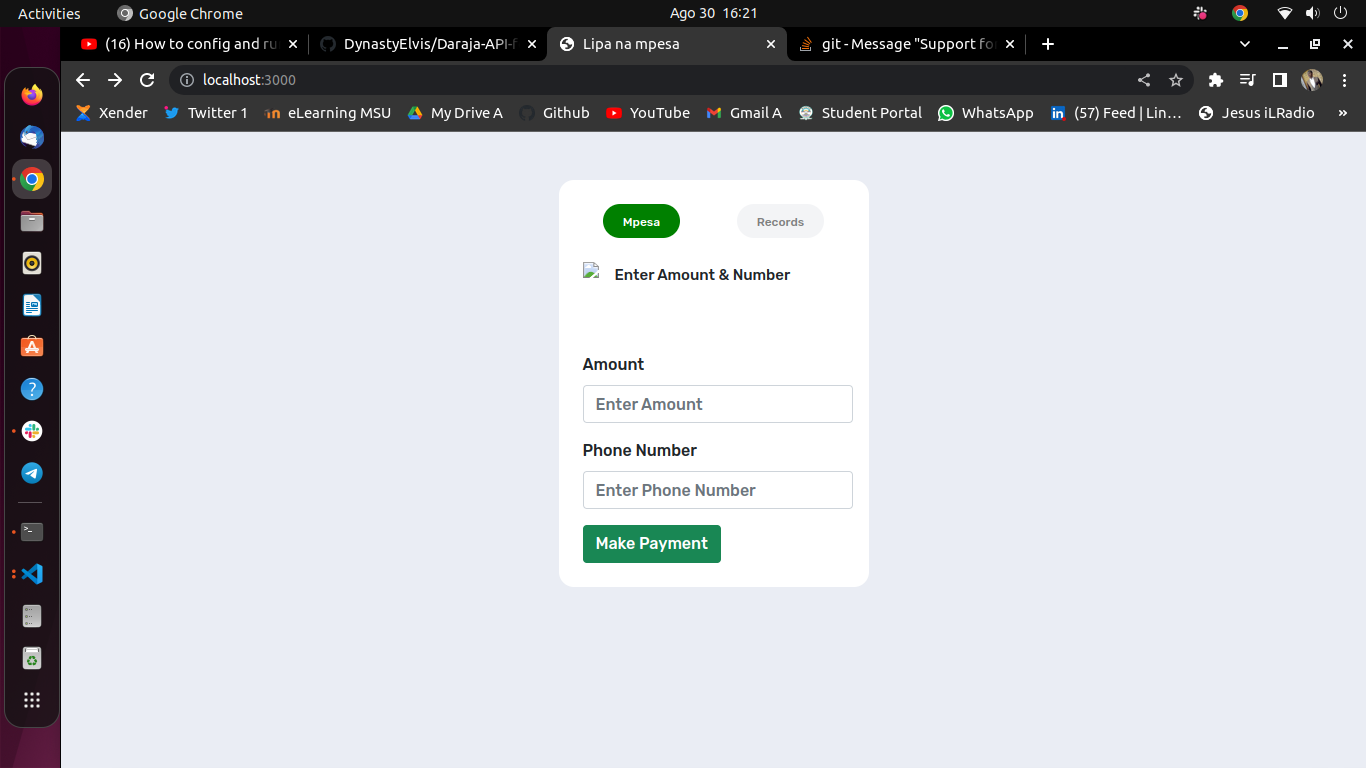 Activities Google Chrome Ago 30 16:21
(16) How to config and ru DynastyElvis/Daraja-API-f Lipa na mpesa git - Message "Support fo
localhost:3000
Xender Twitter 1 eLearning MSU My Drive A Github YouTube Gmail A Student Portal WhatsApp (57) Feed | Lin… Jesus iLRadio »
Mpesa Records
Enter Amount & Number
Amount
Enter Amount
Phone Number
Enter Phone Number
Make Payment